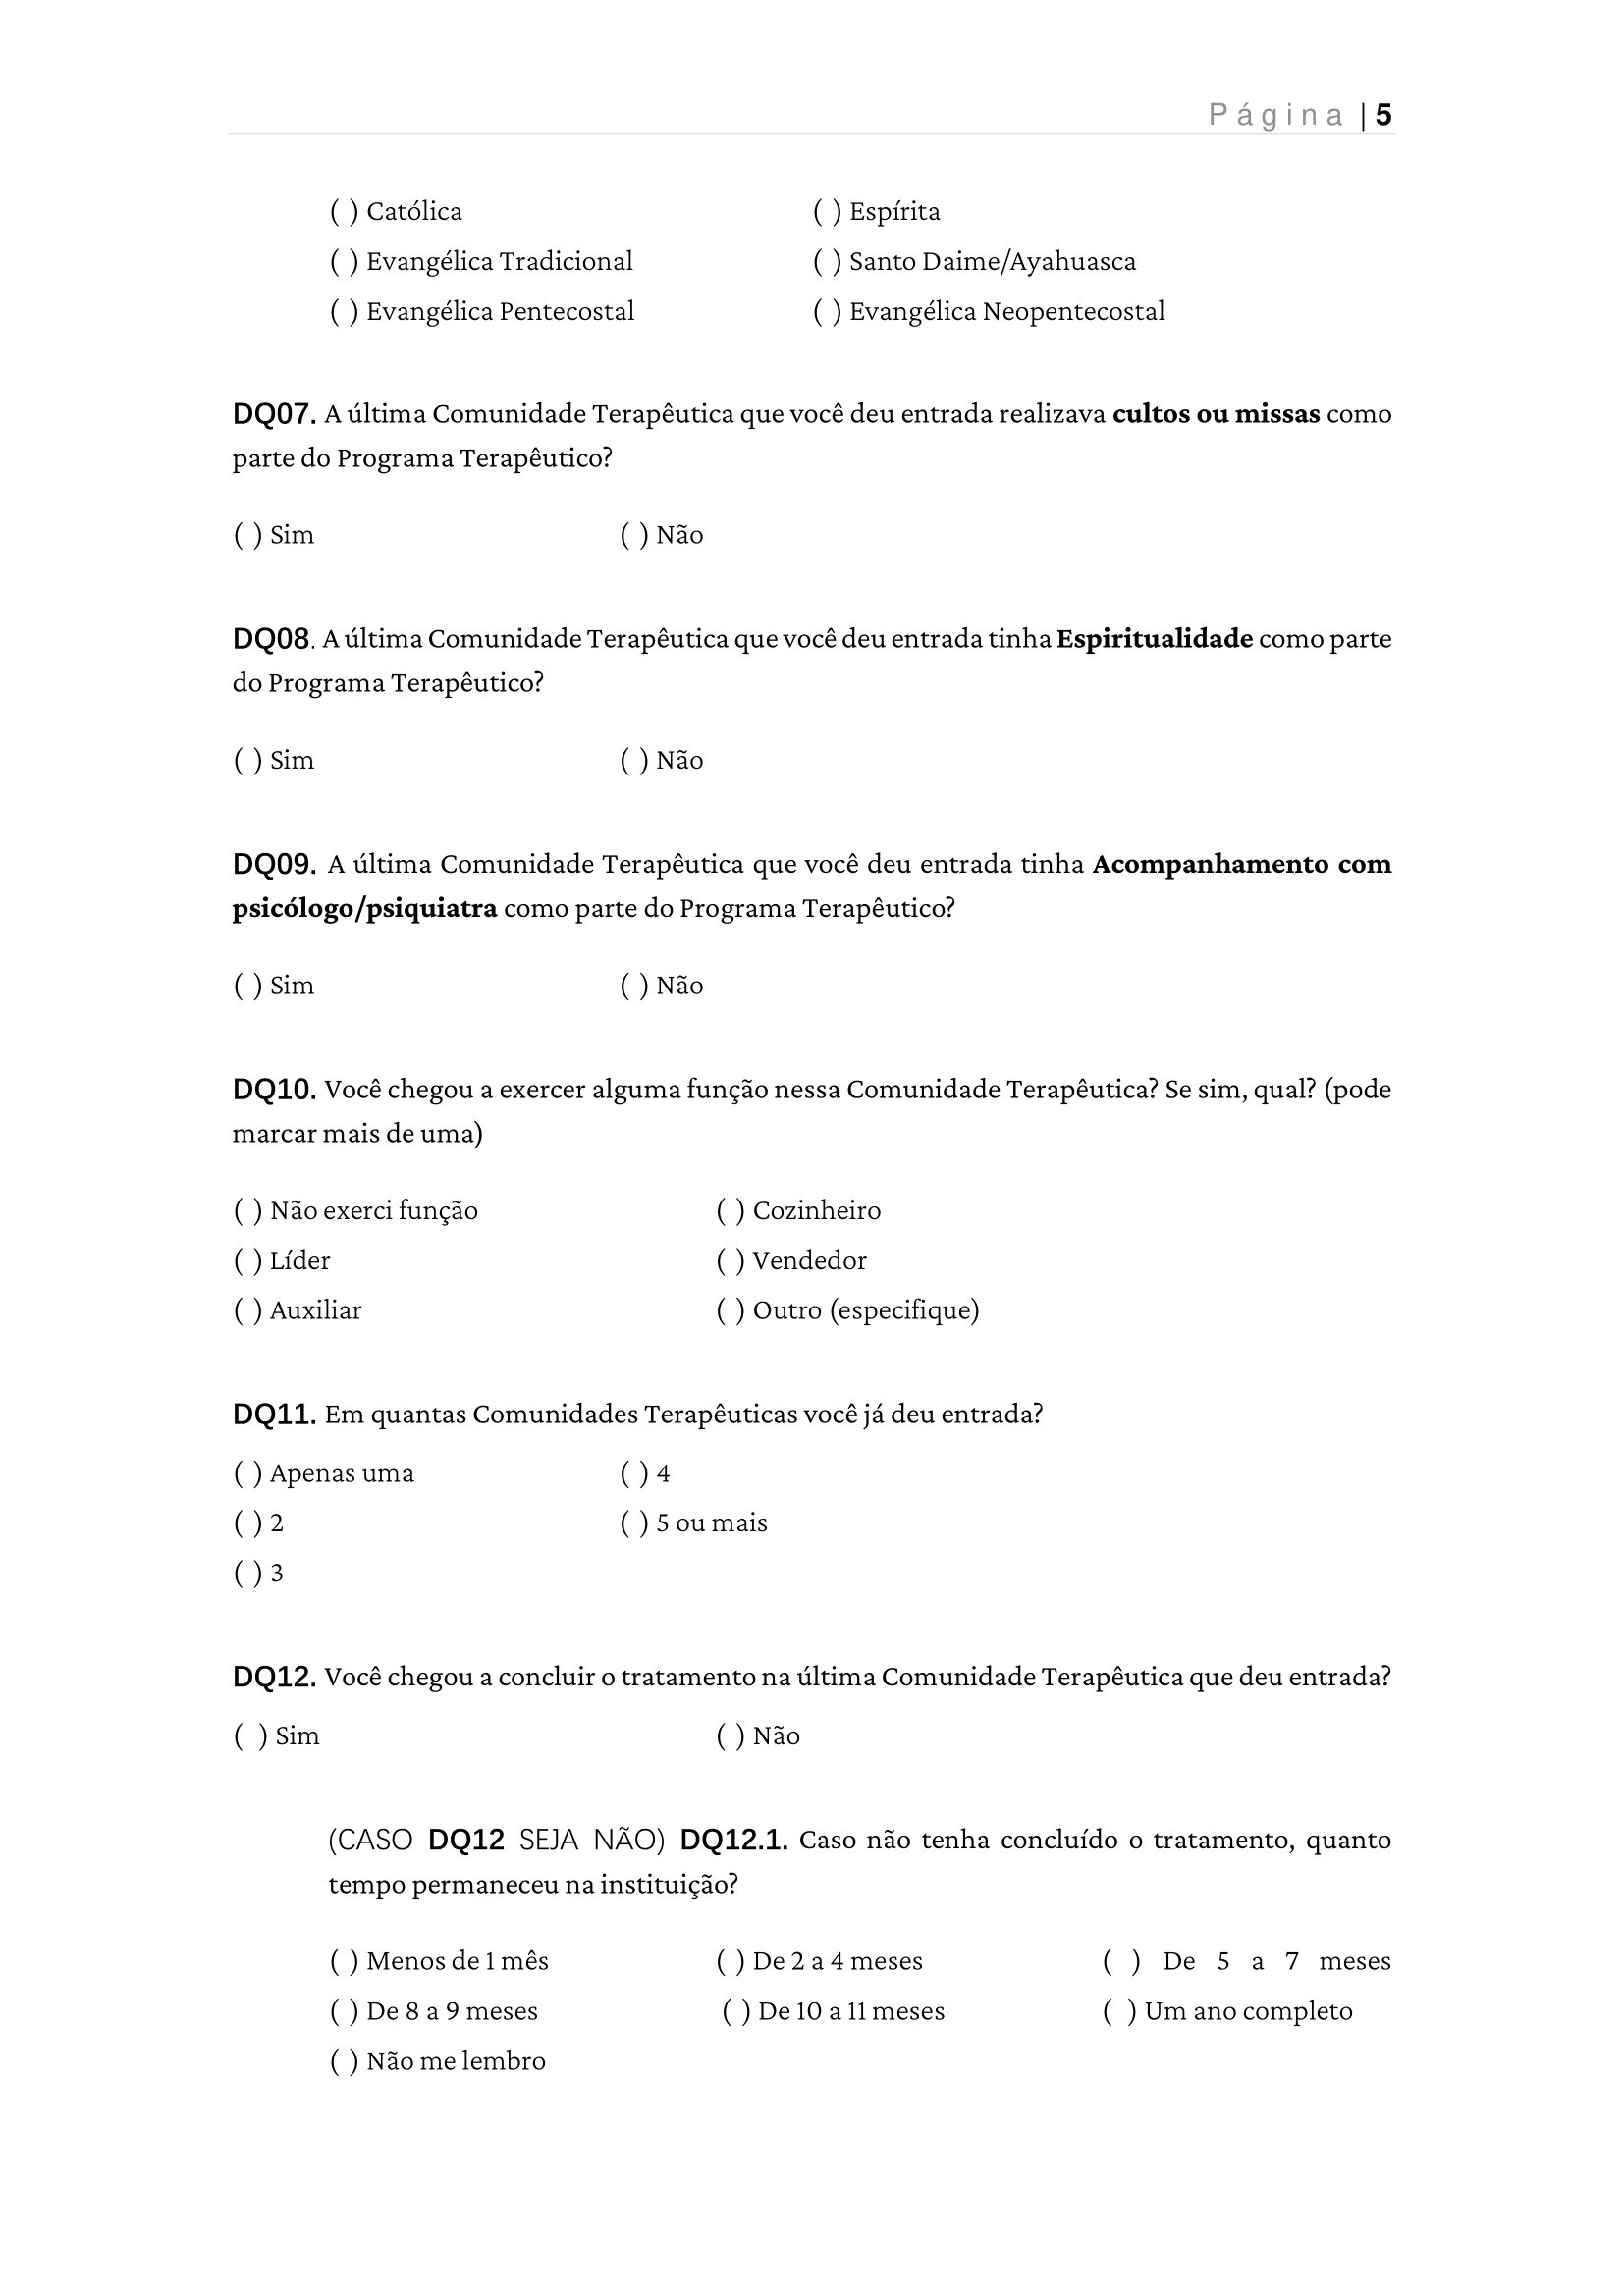 Página | 5
( ) Católica ( ) Espírita
( ) Evangélica Tradicional ( ) Santo Daime/Ayahuasca
( ) Evangélica Pentecostal ( ) Evangélica Neopentecostal
DQ07. A última Comunidade Terapêutica que você deu entrada realizava cultos ou missas como
parte do Programa Terapêutico?
( ) Sim ( ) Não
DQ08. A última Comunidade Terapêutica que você deu entrada tinha Espiritualidade como parte
do Programa Terapêutico?
( ) Sim ( ) Não
DQ09. A última Comunidade Terapêutica que você deu entrada tinha Acompanhamento com
psicólogo/psiquiatra como parte do Programa Terapêutico?
( ) Sim ( ) Não
DQ10. Você chegou a exercer alguma função nessa Comunidade Terapêutica? Se sim, qual? (pode
marcar mais de uma)
( ) Não exerci função ( ) Cozinheiro
( ) Líder ( ) Vendedor
( ) Auxiliar ( ) Outro (especifique)
DQ11. Em quantas Comunidades Terapêuticas você já deu entrada?
( ) Apenas uma ( ) 4
( ) 2 ( ) 5 ou mais
( ) 3
DQ12. Você chegou a concluir o tratamento na última Comunidade Terapêutica que deu entrada?
( ) Sim ( ) Não
(CASO DQ12 SEJA NÃO) DQ12.1. Caso não tenha concluído o tratamento, quanto
tempo permaneceu na instituição?
( ) Menos de 1 mês ( ) De 2 a 4 meses ( ) De 5 a 7 meses
( ) De 8 a 9 meses ( ) De 10 a 11 meses ( ) Um ano completo
( ) Não me lembro